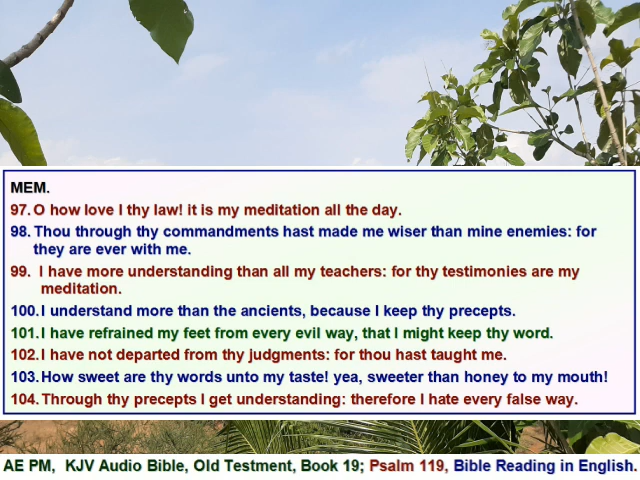 MEM.
97. O how love I thy law! it is my meditation all the day.
98. Thou through thy commandments hast made me wiser than mine enemies: for
they are ever with me.
99. I have more understanding than all my teachers: for thy testimonies are my
meditation.
100. I understand more than the ancients, because I keep thy precepts.
101. I have refrained my feet from every evil way, that I might keep thy word.
102. I have not departed from thy judgments: for thou hast taught me.
103. How sweet are thy words unto my taste! yea, sweeter than honey to my mouth!
104. Through thy precepts I get understanding: therefore I hate every false way.
AE PM, KJV Audio Bible, Old Testment, Book 19; Psalm 119, Bible Reading in English.